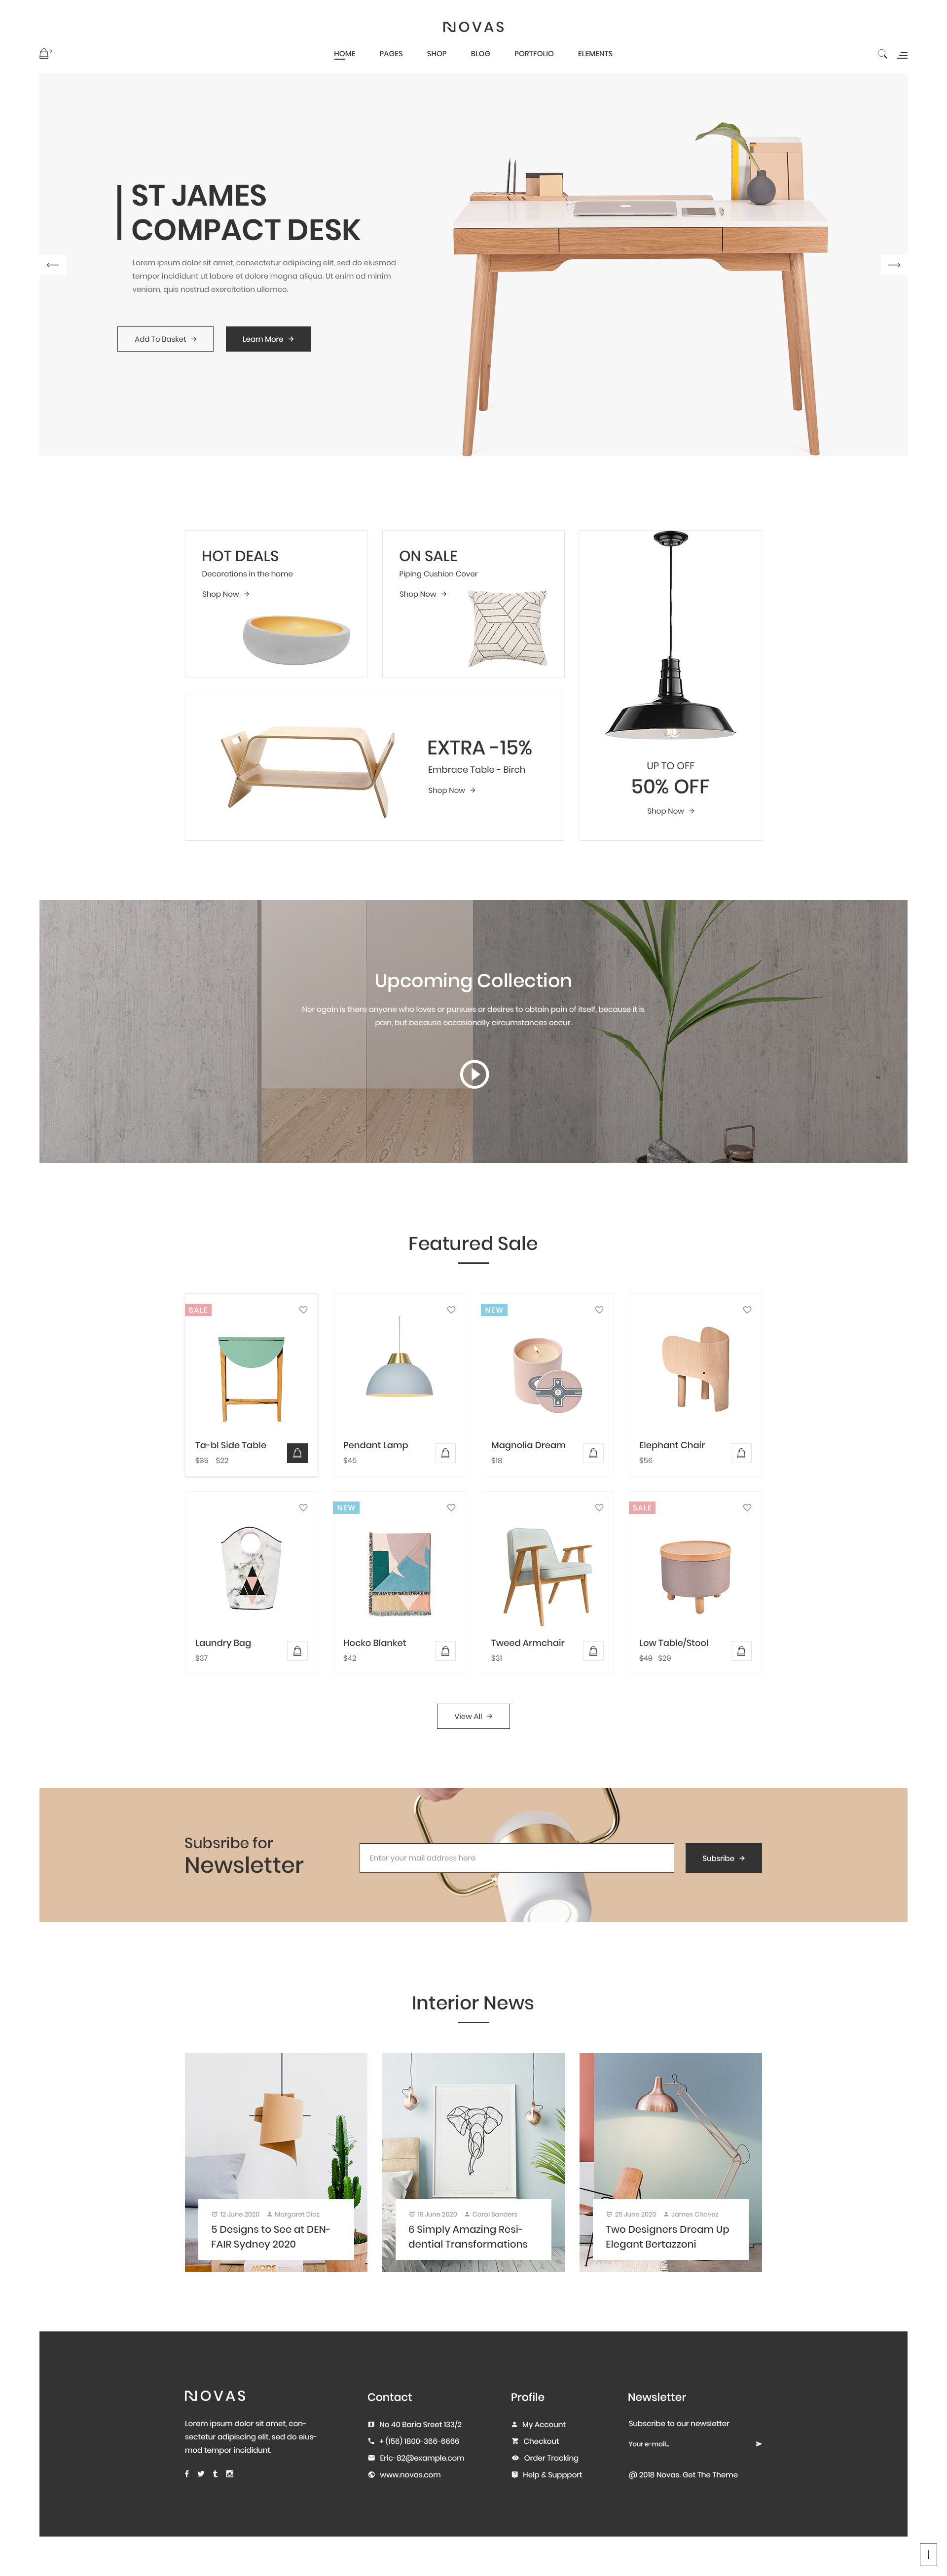 NOVAS
2
HOME PAGES SHOP BLOG PORTFOLIO ELEMENTS
ST JAMES
COMPACT DESK
Lorem ipsum dolor sit amet, consectetur adipiscing elit, sed do eiusmod
tempor incididunt ut labore et dolore magna aliqua. Ut enim ad minim
veniam, quis nostrud exercitation ullamco.
Add To Basket
Learn More
HOT DEALS
Decorations in the home
Shop Now
ON SALE
Piping Cushion Cover
Shop Now
EXTRA -15%
Embrace Table - Birch
Shop Now
UP TO OFF
50% OFF
Shop Now
Upcoming Collection
Nor again is there anyone who loves or pursues or desires to obtain pain of itself, because it is
pain, but because occasionally circumstances occur.
Featured Sale
SALE
Ta-bl Side Table
$35 $22
Pendant Lamp
$45
NEW
Magnolia Dream
$18
Elephant Chair
$56
Laundry Bag
$37
NEW
Hocko Blanket
$42
Tweed Armchair
$31
SALE
Low Table/Stool
$49 $29
View All
Subsribe for
Newsletter
Enter your mail address here
Subsribe
Interior News
12 June 2020 Margaret Diaz
5 Designs to See at DEN-
FAIR Sydney 2020
MODE
19 June 2020 Carol Sanders
6 Simply Amazing Resi-
dential Transformations
25 June 2020 James Chavez
Two Designers Dream Up
Elegant Bertazzoni
NOVAS
Lorem ipsum dolor sit amet, con-
sectetur adipiscing elit, sed do eius-
mod tempor incididunt.
Contact
No 40 Baria Sreet 133/2
+ (156) 1800-366-6666
Eric-82@example.com
www.novas.com
Profile
My Account
Checkout
Order Tracking
Help & Suppport
Newsletter
Subscribe to our newsletter
Your e-mail...
@ 2018 Novas. Get The Theme